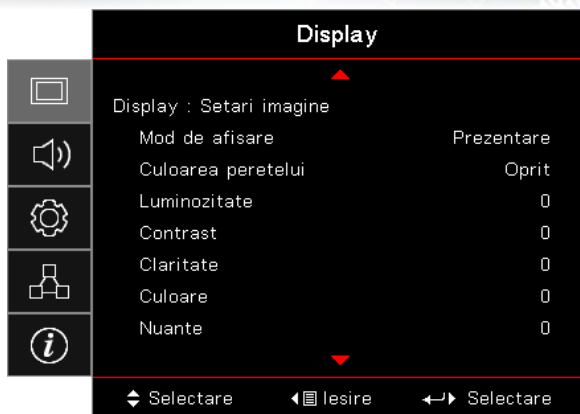 Display
Display : Setari imagine
Mod de afisare Prezentare
Culoarea peretelui Oprit
Luminozitate 0
Contrast 0
Claritate 0
Culoare 0
Nuante 0
Selectare Iesire Selectare